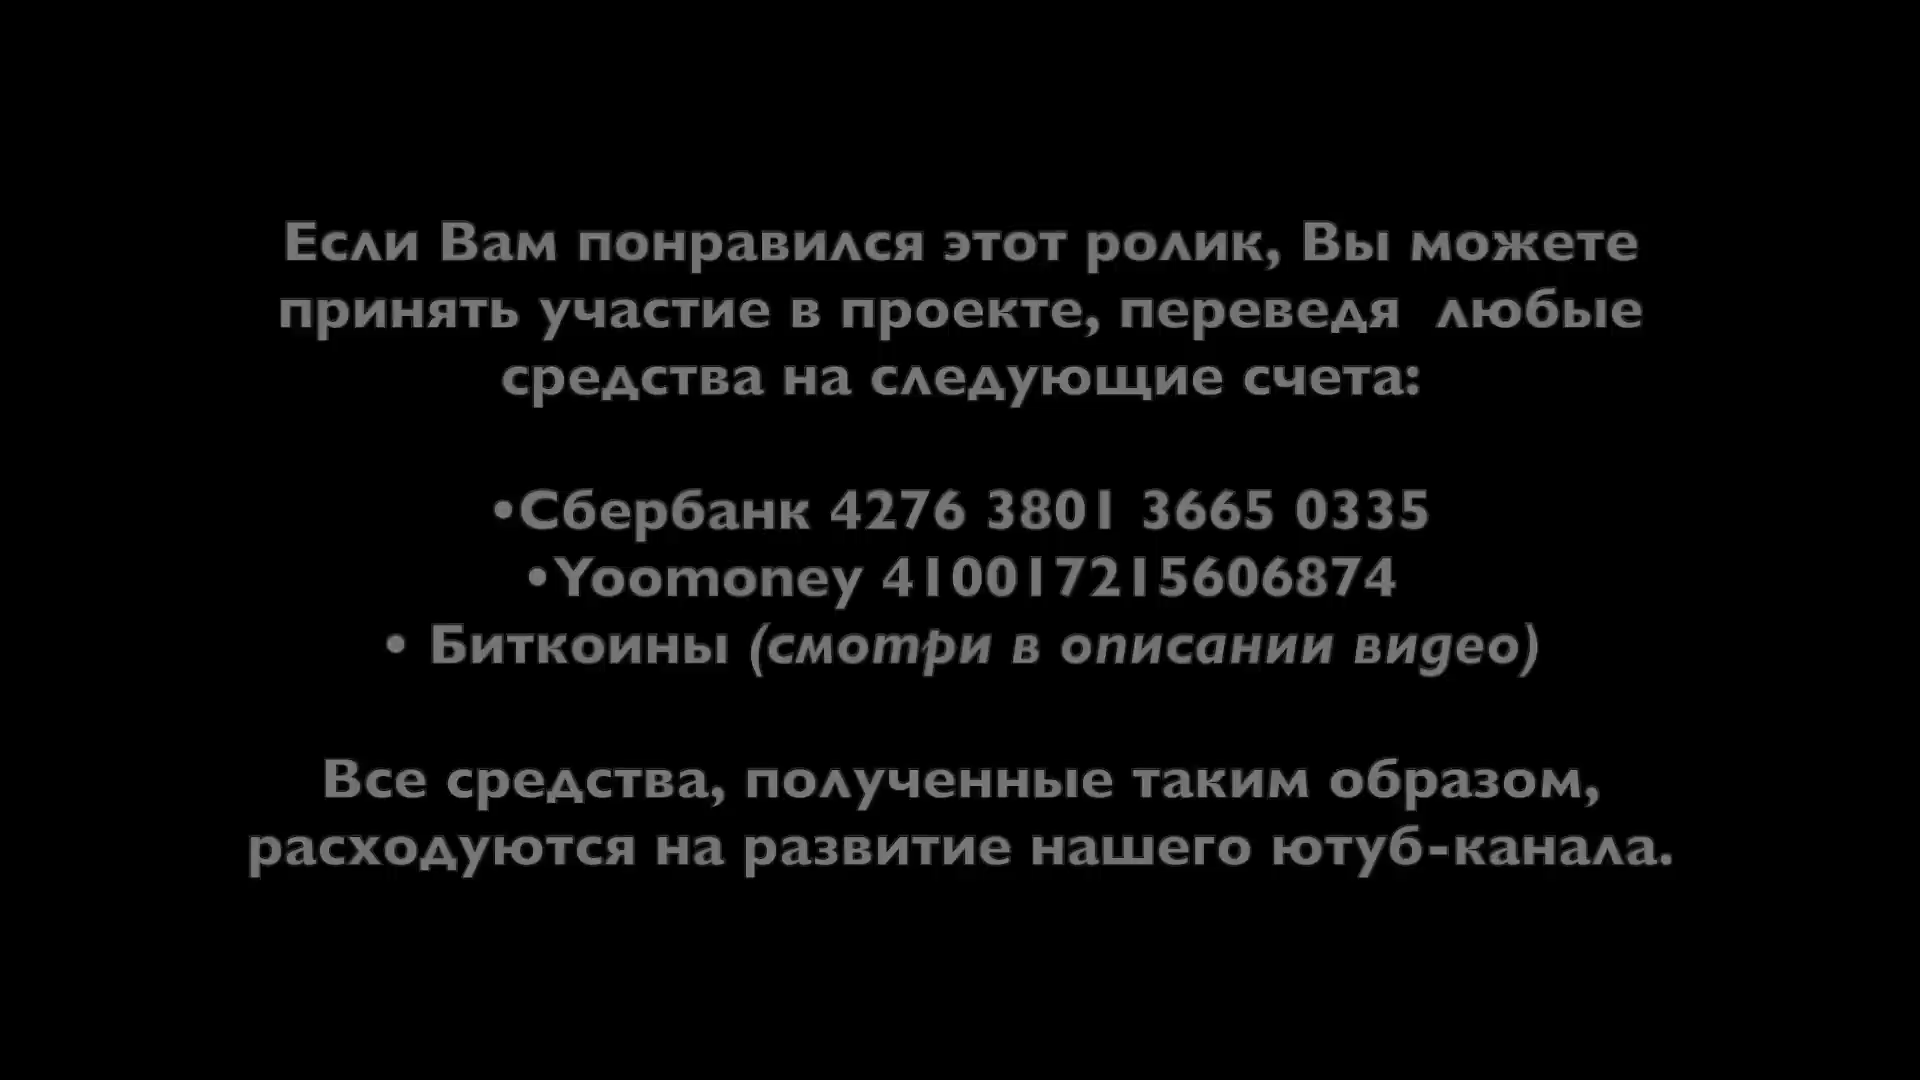 Если Вам понравился этот ролик, Вы можете
принять участие в проекте, переведя  любые
средства на следующие счета:
•Сбербанк 4276 3801 3665 0335
•Yoomoney 410017215606874
• Биткоины (смотри в описании видео)
Все средства, полученные таким образом,
расходуются на развитие нашего ютуб-канала.